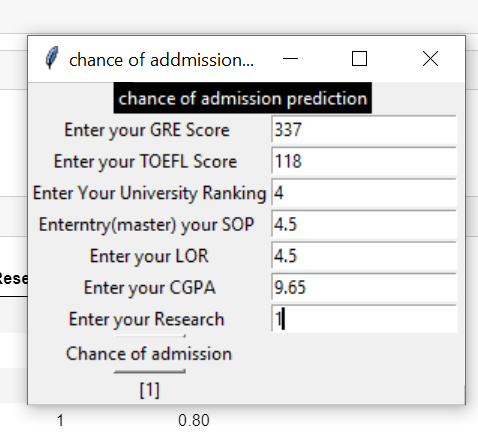 chance of addmission...
chance of admission prediction
Enter your GRE Score 337
Enter your TOEFL Score 118
Enter Your University Ranking 4
Enterntry(master) your SOP 4.5
Enter your LOR 4.5
Enter your CGPA 9.65
Rese
Enter your Research 1
Chance of admission
[1]
1 0.80